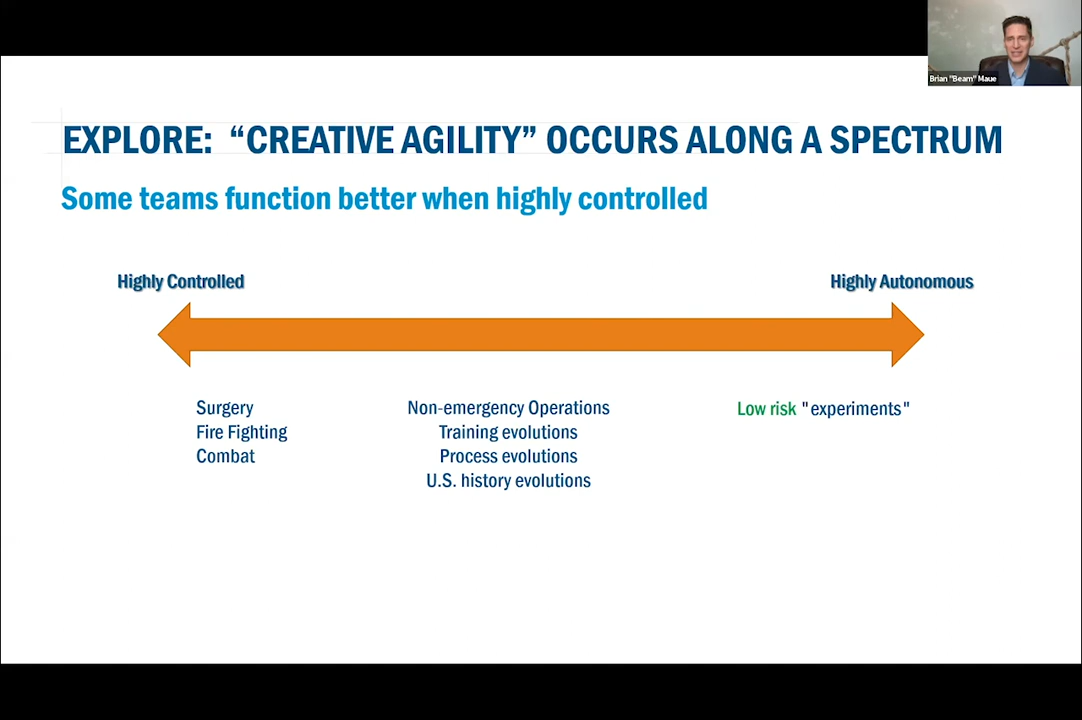 Brian "Beam" Maue
EXPLORE: “CREATIVE AGILITY” OCCURS ALONG A SPECTRUM
Some teams function better when highly controlled
Highly Controlled
Highly Autonomous
Surgery
Fire Fighting
Combat
Non-emergency Operations
Training evolutions
Process evolutions
U.S. history evolutions
Low risk "experiments"